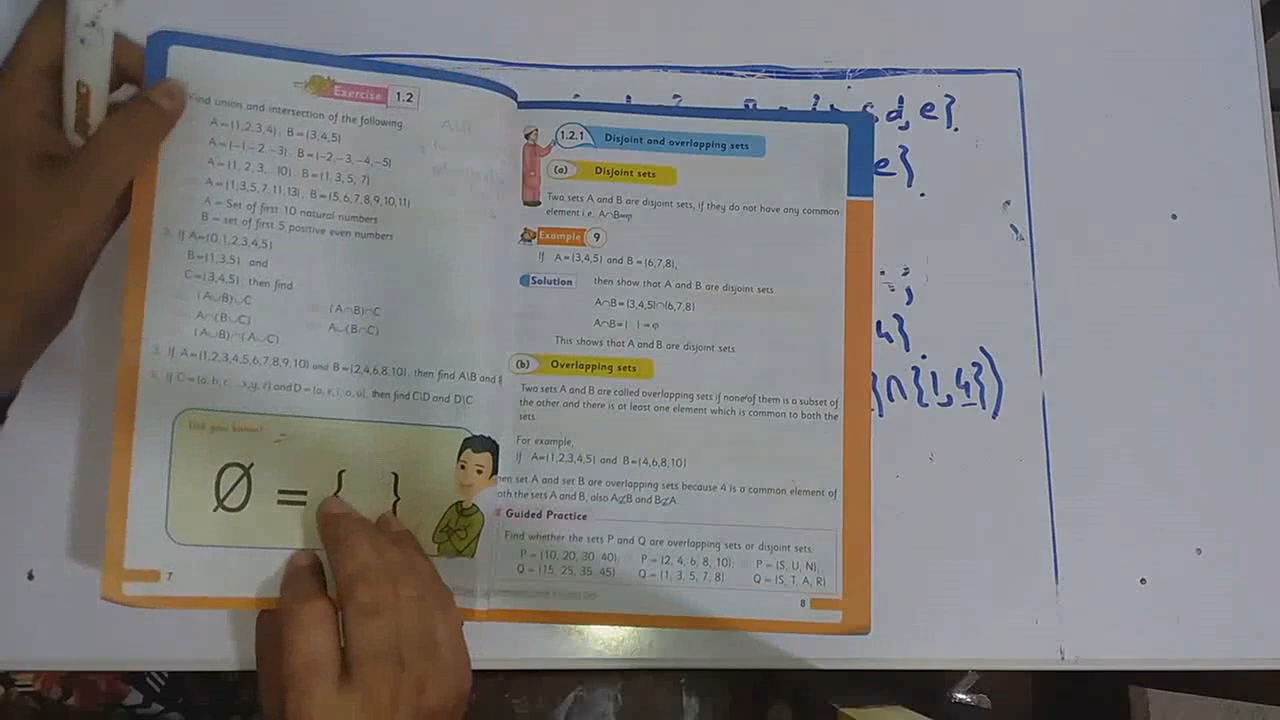 Exercise 1.2
Find union and intersection of the following
A={1,2,3,4}, B={3,4,5}
A={-1,-2,-3}, B={-2,-3,-4,-5}
A={1, 2, 3,...10}, B={1, 3, 5, 7}
A={1,3,5,7,11,13}, B={5,6,7,8,9,10,11}
A = Set of first 10 natural numbers
B = set of first 5 positive even numbers
2. If A={0,1,2,3,4,5}
B={1,3,5} and
C={3,4,5}, then find
(A∪B)∪C (A∩B)∩C
A∩(B∪C) A∪(B∩C)
(A∪B)∩(A∪C)
3. If A={1,2,3,4,5,6,7,8,9,10} and B={2,4,6,8,10}, then find A\B and
If C={a, b, c ...x,y, z} and D={a, e, i, o, u}, then find C\D and D\C
Did you know?
Ø = { }
7
1.2.1 Disjoint and overlapping sets
(a) Disjoint sets
Two sets A and B are disjoint sets, if they do not have any common
element i.e. A∩B=φ
Example 9
If A={3,4,5} and B={6,7,8},
Solution then show that A and B are disjoint sets
A∩B={3,4,5}∩{6,7,8}
A∩B={ }=φ
This shows that A and B are disjoint sets
(b) Overlapping sets
Two sets A and B are called overlapping sets if none of them is a subset of
the other and there is at least one element which is common to both the
sets.
For example,
If A={1,2,3,4,5} and B={4,6,8,10}
hen set A and set B are overlapping sets because 4 is a common element of
oth the sets A and B, also A⊈B and B⊈A
Guided Practice
Find whether the sets P and Q are overlapping sets or disjoint sets
P = {10, 20, 30, 40}, P = {2, 4, 6, 8, 10}; P = {S, U, N},
Q = {15, 25, 35, 45} Q = {1, 3, 5, 7, 8} Q = {S, T, A, R}
8
d, e}.
e}.
4}.
}∩{1,4})